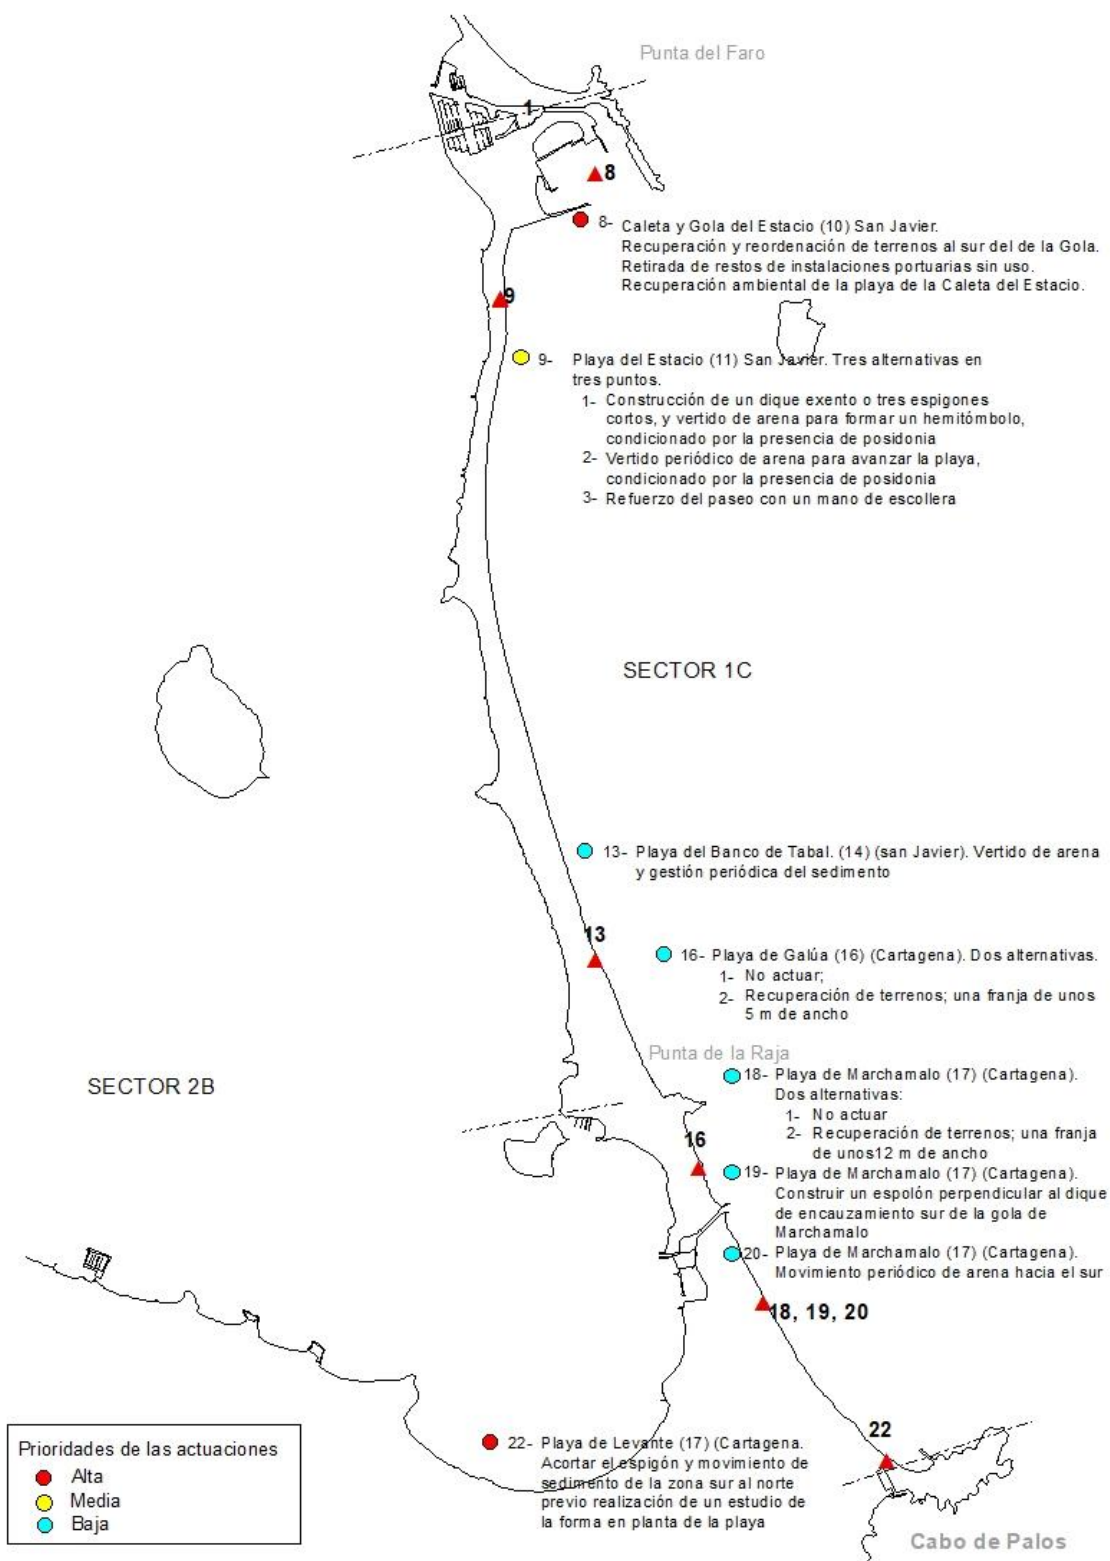 Punta del Faro
1
8
8- Caleta y Gola del Estacio (10) San Javier.
Recuperación y reordenación de terrenos al sur del de la Gola.
Retirada de restos de instalaciones portuarias sin uso.
Recuperación ambiental de la playa de la Caleta del Estacio.
9
9- Playa del Estacio (11) San Javier. Tres alternativas en
tres puntos.
1- Construcción de un dique exento o tres espigones
cortos, y vertido de arena para formar un hemitómbolo,
condicionado por la presencia de posidonia
2- Vertido periódico de arena para avanzar la playa,
condicionado por la presencia de posidonia
3- Refuerzo del paseo con un mano de escollera
SECTOR 1C
13- Playa del Banco de Tabal. (14) (san Javier). Vertido de arena
y gestión periódica del sedimento
13
16- Playa de Galúa (16) (Cartagena). Dos alternativas.
1- No actuar;
2- Recuperación de terrenos; una franja de unos
5 m de ancho
Punta de la Raja
SECTOR 2B
18- Playa de Marchamalo (17) (Cartagena).
Dos alternativas:
1- No actuar
2- Recuperación de terrenos; una franja
de unos12 m de ancho
16
19- Playa de Marchamalo (17) (Cartagena).
Construir un espolón perpendicular al dique
de encauzamiento sur de la gola de
Marchamalo
20- Playa de Marchamalo (17) (Cartagena).
Movimiento periódico de arena hacia el sur
18, 19, 20
22
22- Playa de Levante (17) (Cartagena.
Acortar el espigón y movimiento de
sedimento de la zona sur al norte
previo realización de un estudio de
la forma en planta de la playa
Prioridades de las actuaciones
Alta
Media
Baja
Cabo de Palos